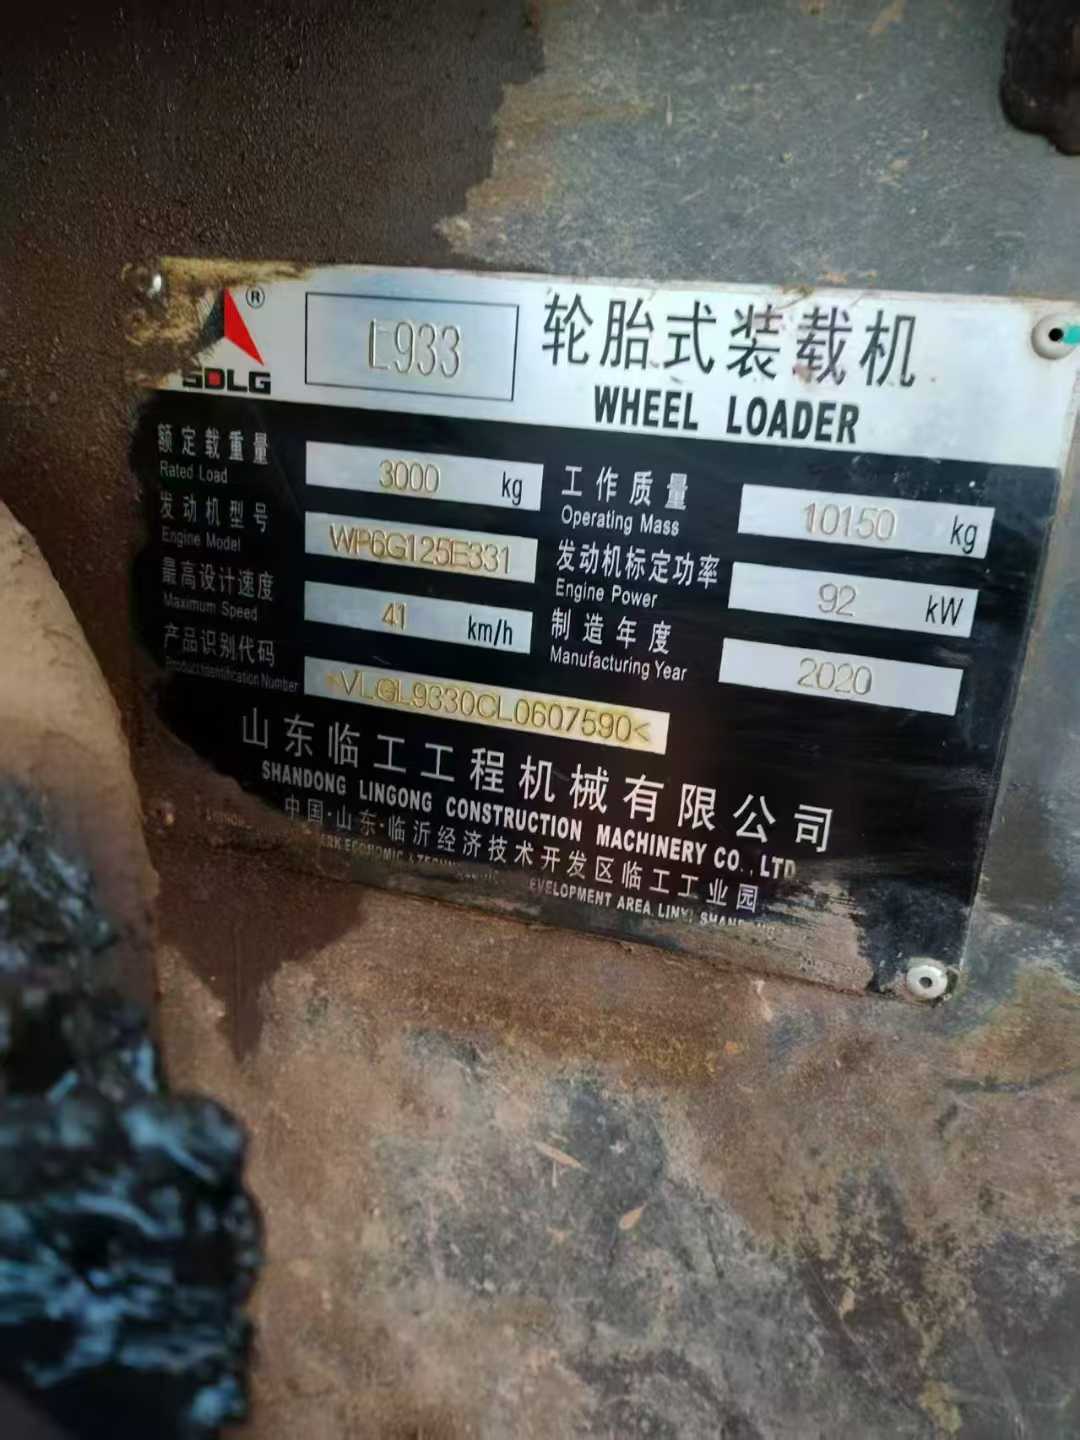 ®
SDLG
L933
轮胎式装载机
WHEEL LOADER
额定载重量
Rated Load
3000 kg
工作质量
Operating Mass
10150 kg
发动机型号
Engine Model
WP6G125E331
发动机标定功率
Engine Power
92 kW
最高设计速度
Maximum Speed
41 km/h
制造年度
Manufacturing Year
2020
产品识别代码
Product Identification Number
*VLGL9330CL0607590<
山东临工工程机械有限公司
SHANDONG LINGONG CONSTRUCTION MACHINERY CO., LTD
中国·山东·临沂经济技术开发区临工工业园
ECONOMIC & AREA, LINYI